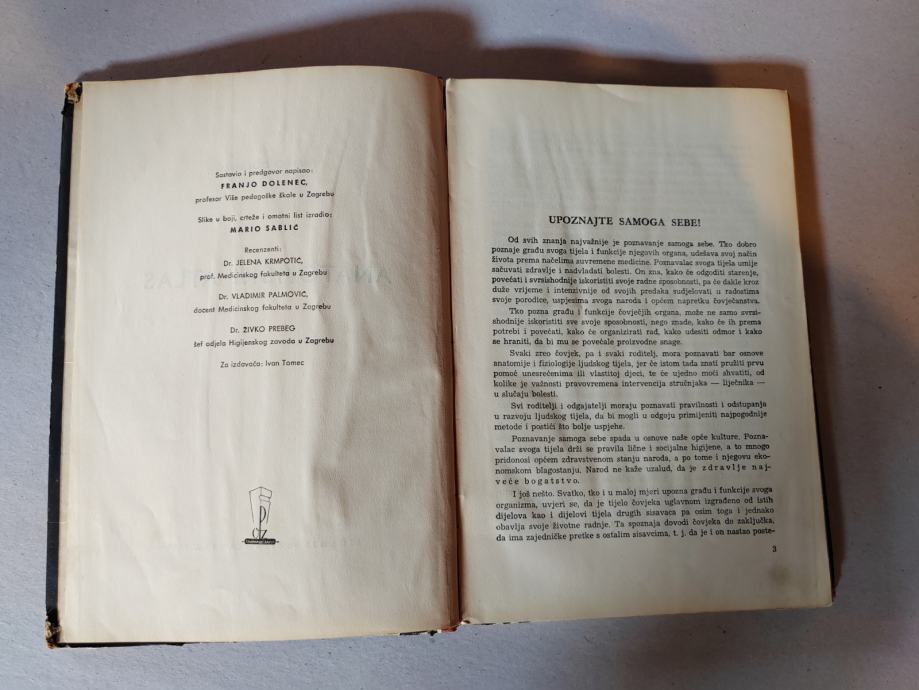 Sastavio i predgovor napisao:
FRANJO DOLENEC,
profesor Više pedagoške škole u Zagrebu
Slike u boji, crteže i omotni list izradio:
MARIO SABLIĆ
Recenzenti:
Dr. JELENA KRMPOTIĆ,
prof. Medicinskog fakulteta u Zagrebu
Dr. VLADIMIR PALMOVIĆ,
docent Medicinskog fakulteta u Zagrebu
Dr. ŽIVKO PREBEG
šef odjela Higijenskog zavoda u Zagrebu
Za izdavača: Ivan Tomec
UPOZNAJTE SAMOGA SEBE!
Od svih znanja najvažnije je poznavanje samoga sebe. Tko dobro
poznaje građu svoga tijela i funkcije njegovih organa, udešava svoj način
života prema načelima suvremene medicine. Poznavalac svoga tijela umije
sačuvati zdravlje i nadvladati bolesti. On zna, kako će odgoditi starenje,
povećati i svrsishodnije iskoristiti svoje radne sposobnosti, pa će dakle kroz
duže vrijeme i intenzivnije od svojih predaka sudjelovati u radostima
svoje porodice, uspjesima svoga naroda i općem napretku čovječanstva.
Tko pozna građu i funkcije čovječjih organa, može ne samo svrsi-
shodnije iskoristiti sve svoje sposobnosti, nego znade, kako će ih prema
potrebi i povećati, kako će organizirati rad, kako udesiti odmor i kako
se hraniti, da bi mu se povećale proizvodne snage.
Svaki zreo čovjek, pa i svaki roditelj, mora poznavati bar osnove
anatomije i fiziologije ljudskog tijela, jer će istom tada znati pružiti prvu
pomoć unesrećenima ili vlastitoj djeci, te će ujedno moći shvatiti, od
kolike je važnosti pravovremena intervencija stručnjaka — liječnika —
u slučaju bolesti.
Svi roditelji i odgajatelji moraju poznavati pravilnosti i odstupanja
u razvoju ljudskog tijela, da bi mogli u odgoju primijeniti najpogodnije
metode i postići što bolje uspjehe.
Poznavanje samoga sebe spada u osnove naše opće kulture. Pozna-
valac svoga tijela drži se pravila lične i socijalne higijene, a to mnogo
pridonosi općem zdravstvenom stanju naroda, a po tome i njegovu eko-
nomskom blagostanju. Narod ne kaže uzalud, da je zdravlje naj-
veće bogatstvo.
I još nešto. Svatko, tko i u maloj mjeri upozna građu i funkcije svoga
organizma, uvjeri se, da je tijelo čovjeka uglavnom izgrađeno od istih
dijelova kao i dijelovi tijela drugih sisavaca pa osim toga i jednako
obavlja svoje životne radnje. Ta spoznaja dovodi čovjeka do zaključka,
da ima zajedničke pretke s ostalim sisavcima, t. j. da je i on nastao poste-
3